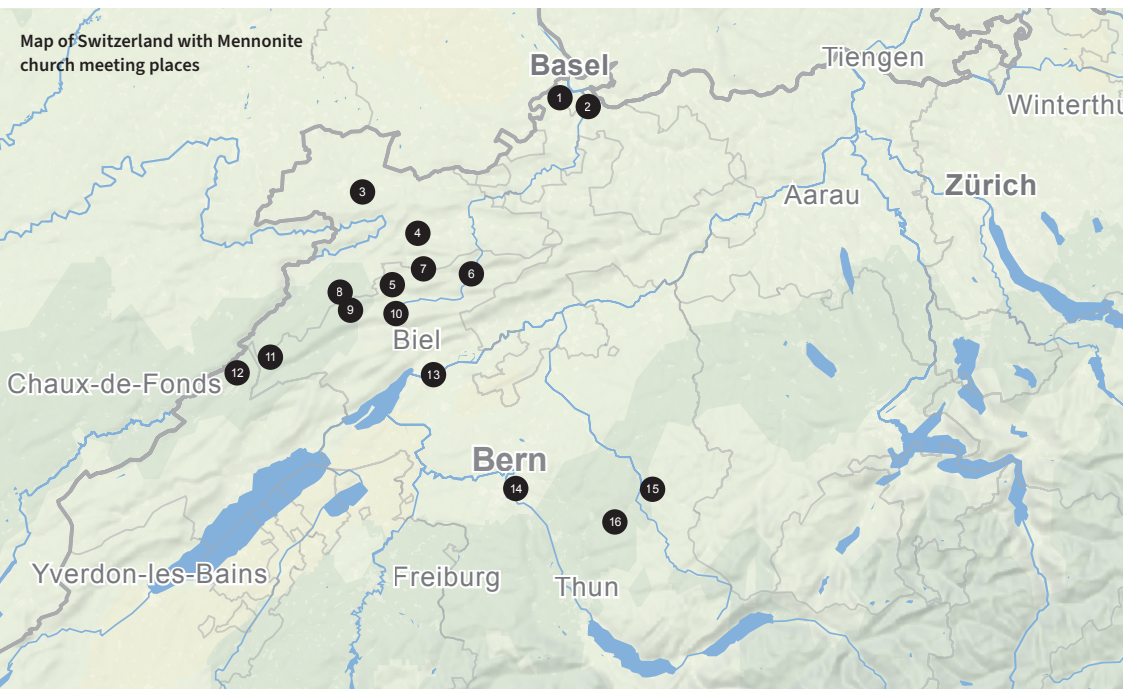 Map of Switzerland with Mennonite
church meeting places
Basel
Tiengen
1
2
Winterthu
3
Zürich
Aarau
4
7
6
5
8
9
10
Biel
11
12
13
Chaux-de-Fonds
Bern
14
15
16
Yverdon-les-Bains
Freiburg
Thun